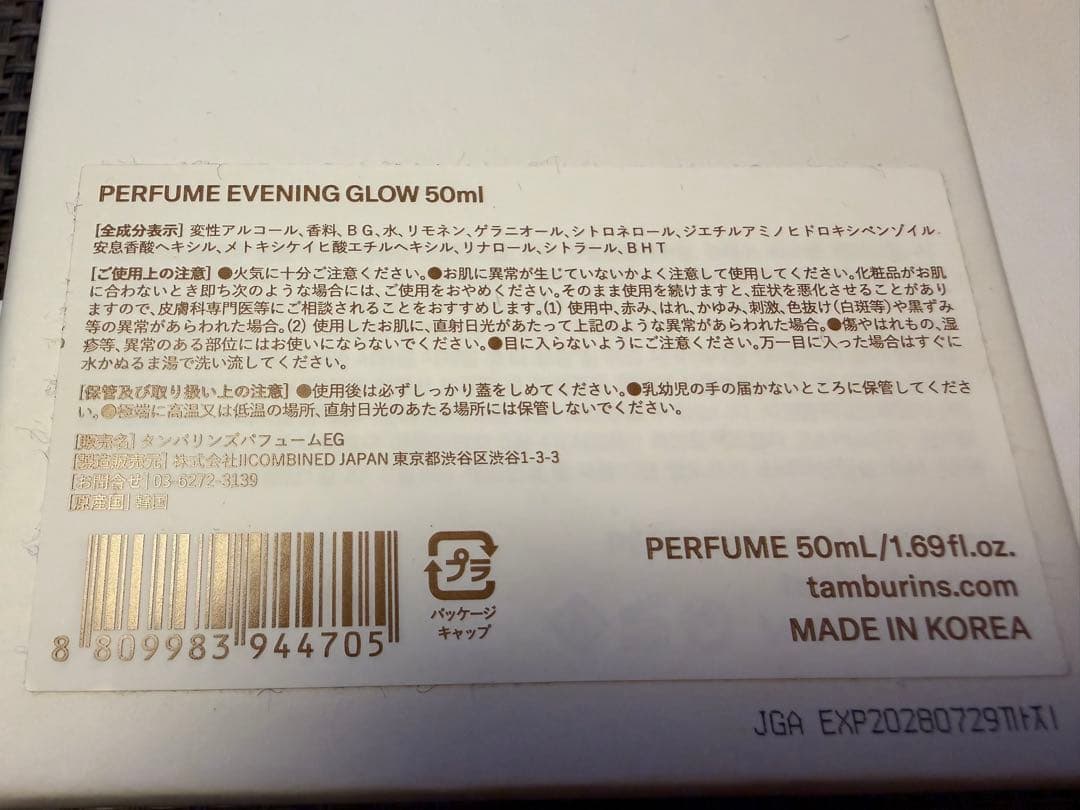 PERFUME EVENING GLOW 50ml
[全成分表示] 変性アルコール、香料、BG、水、リモネン、ゲラニオール、シトロネロール、ジエチルアミノヒドロキシベンゾイル
安息香酸ヘキシル、メトキシケイヒ酸エチルヘキシル、リナロール、シトラール、BHT
[ご使用上の注意] ●火気に十分ご注意ください。●お肌に異常が生じていないかよく注意して使用してください。化粧品がお肌
に合わないとき即ち次のような場合には、ご使用をおやめください。そのまま使用を続けますと、症状を悪化させることがあり
ますので、皮膚科専門医等にご相談されることをおすすめします。(1) 使用中、赤み、はれ、かゆみ、刺激、色抜け(白斑等)や黒ずみ
等の異常があらわれた場合。(2) 使用したお肌に、直射日光があたって上記のような異常があらわれた場合。●傷やはれもの、湿
疹等、異常のある部位にはお使いにならないでください。●目に入らないようにご注意ください。万一目に入った場合はすぐに
水かぬるま湯で洗い流してください。
[保管及び取り扱い上の注意] ●使用後は必ずしっかり蓋をしめてください。●乳幼児の手の届かないところに保管してくださ
い。●極端に高温又は低温の場所、直射日光のあたる場所には保管しないでください。
[販売名] タンバリンズパフュームEG
[製造販売元] 株式会社IICOMBINED JAPAN 東京都渋谷区渋谷1-3-3
[お問合せ] 03-6272-3139
[原産国] 韓国
プラ
パッケージ
キャップ
8 809983 944705
PERFUME 50mL/1.69fl.oz.
tamburins.com
MADE IN KOREA
JGA EXP20280729까지